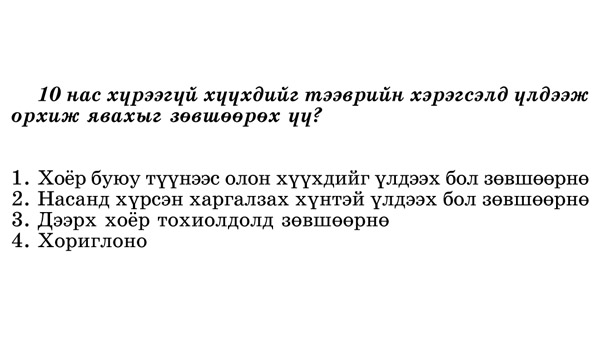 10 нас хүрээгүй хүүхдийг тээврийн хэрэгсэлд үлдээж
орхиж явахыг зөвшөөрөх үү?
1. Хоёр буюу түүнээс олон хүүхдийг үлдээх бол зөвшөөрнө
2. Насанд хүрсэн харгалзах хүнтэй үлдээх бол зөвшөөрнө
3. Дээрх хоёр тохиолдолд зөвшөөрнө
4. Хориглоно